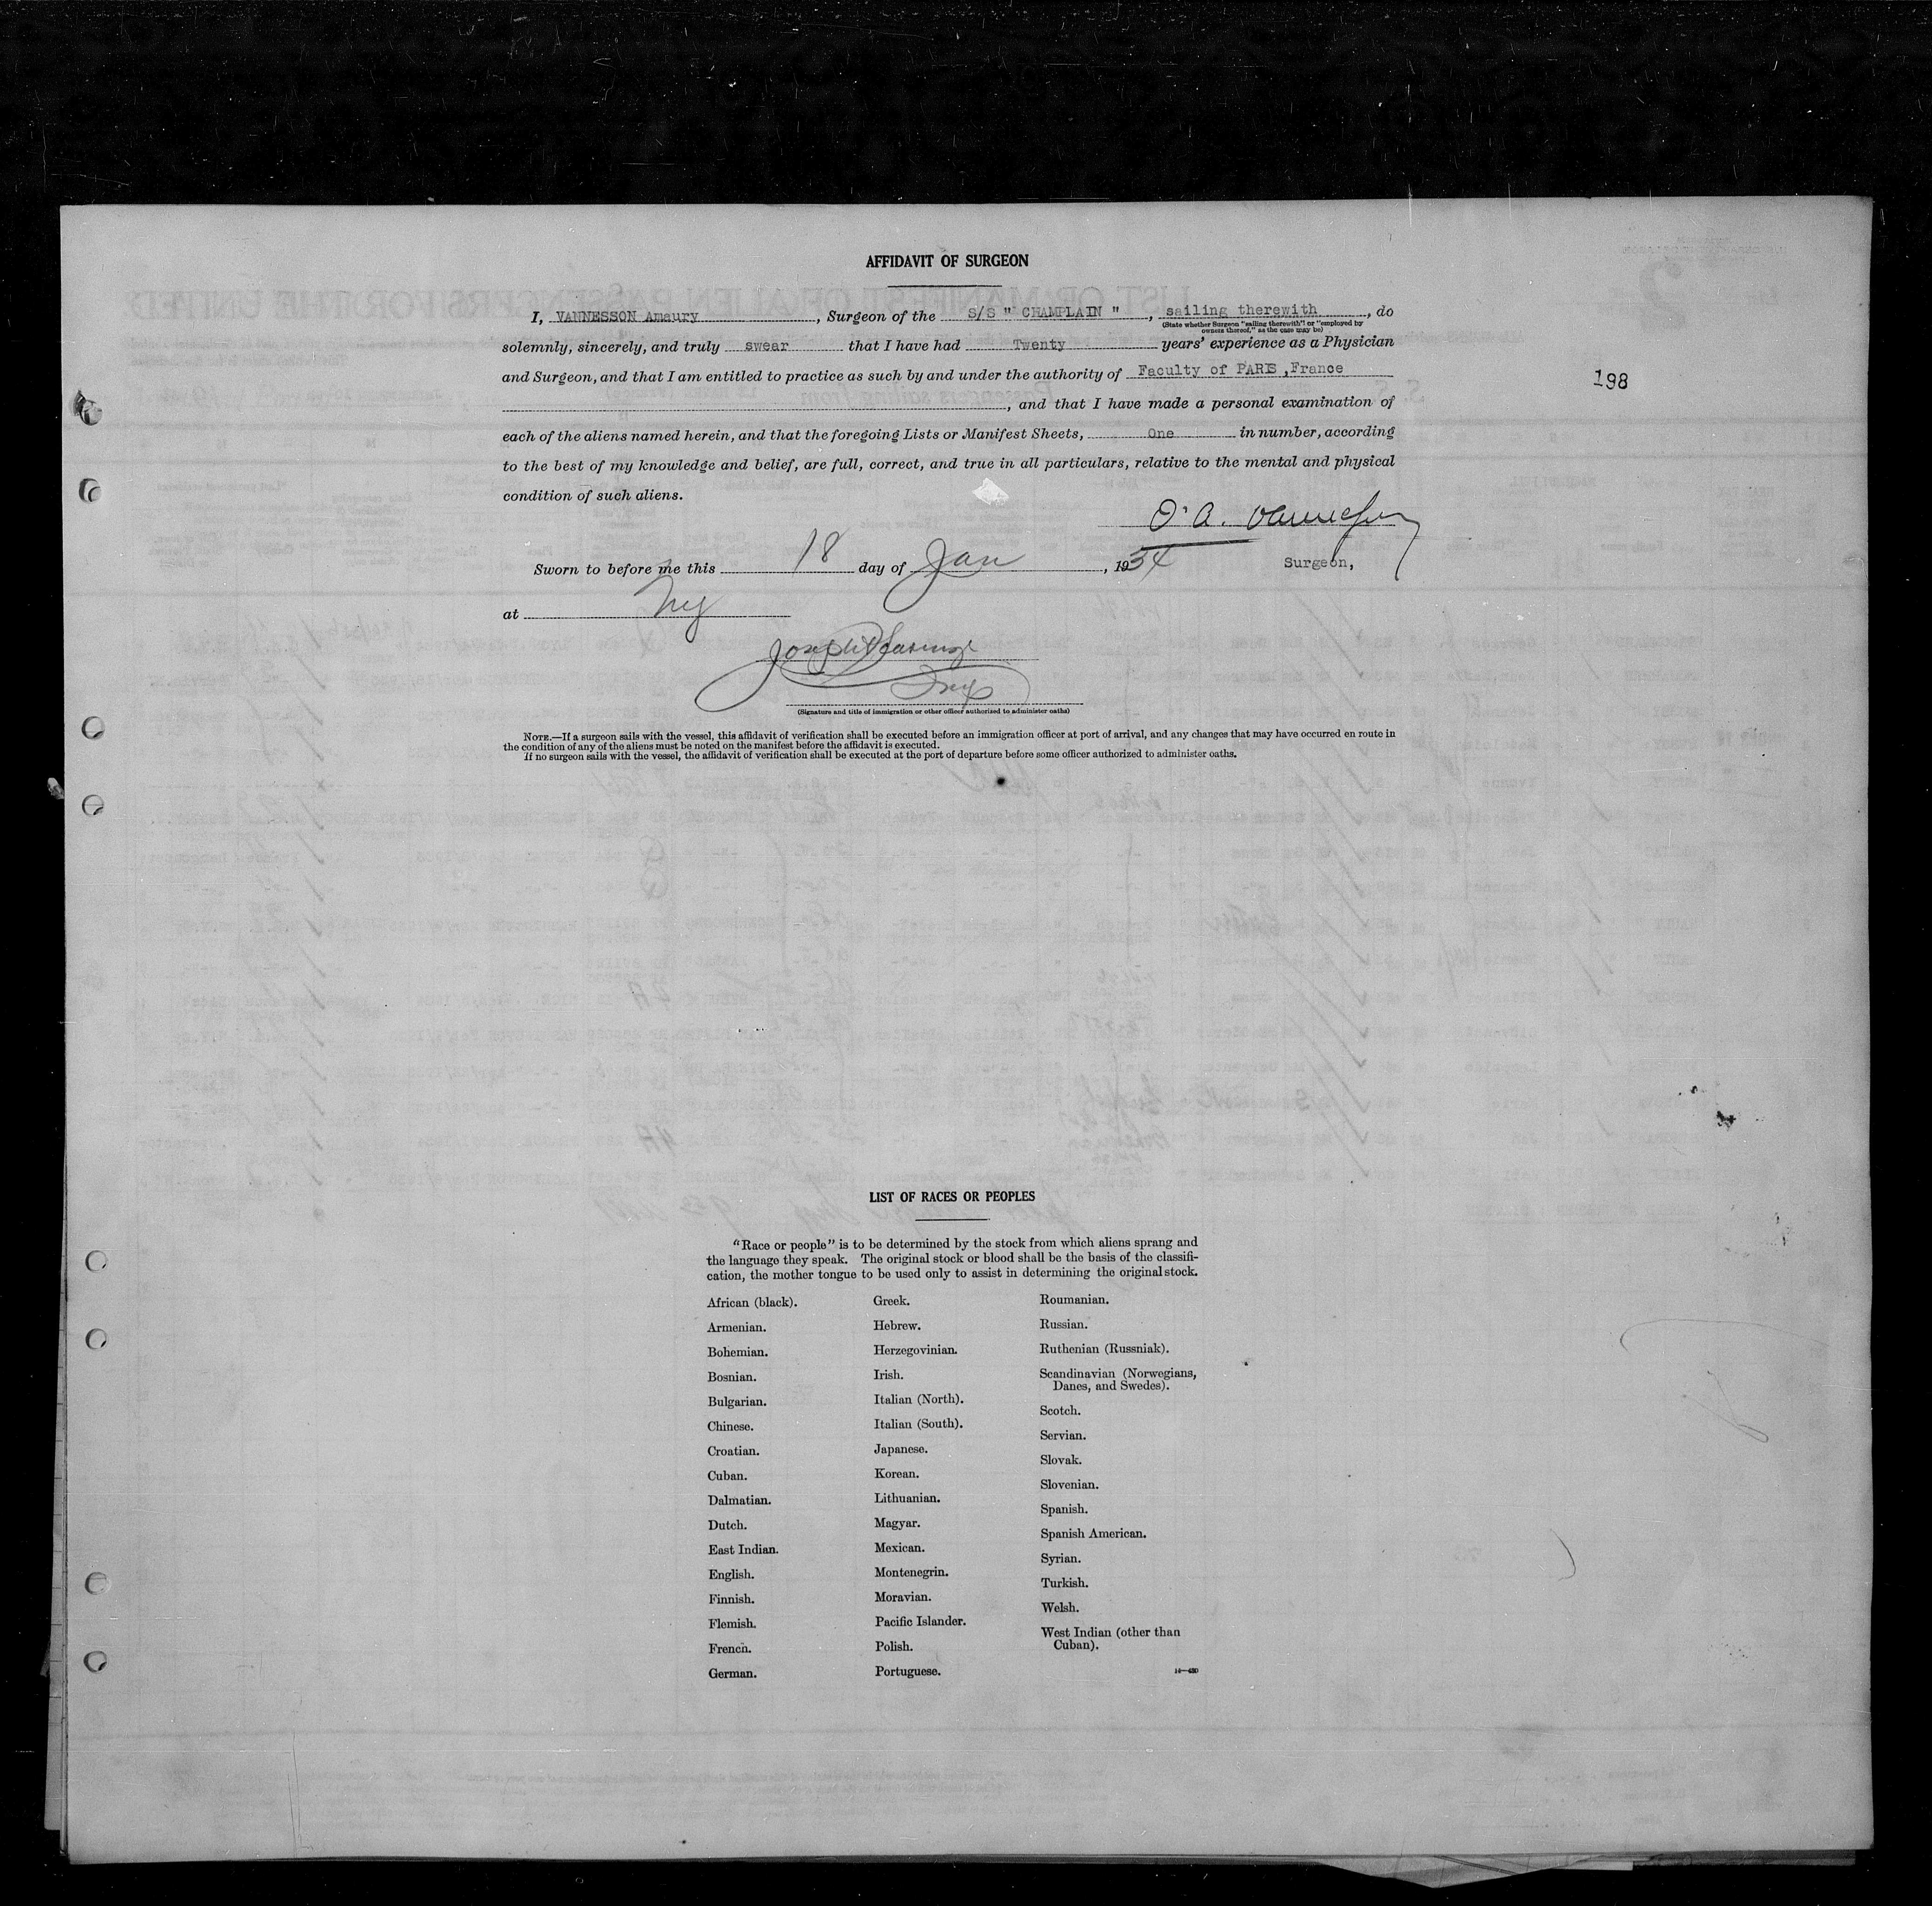 AFFIDAVIT OF SURGEON
I, VANNESSON Amaury, Surgeon of the S/S " CHAMPLAIN ", sailing therewith, do
(State whether Surgeon "sailing therewith" or "employed by
owners thereof," as the case may be)
solemnly, sincerely, and truly swear that I have had Twenty years' experience as a Physician
and Surgeon, and that I am entitled to practice as such by and under the authority of Faculty of PARIS ,France
198
, and that I have made a personal examination of
each of the aliens named herein, and that the foregoing Lists or Manifest Sheets, One in number, according
to the best of my knowledge and belief, are full, correct, and true in all particulars, relative to the mental and physical
condition of such aliens.
Sworn to before me this 18 day of Jan, 1934 Surgeon,
at NY
Joseph
(Signature and title of immigration or other officer authorized to administer oaths)
NOTE.—If a surgeon sails with the vessel, this affidavit of verification shall be executed before an immigration officer at port of arrival, and any changes that may have occurred en route in
the condition of any of the aliens must be noted on the manifest before the affidavit is executed.
If no surgeon sails with the vessel, the affidavit of verification shall be executed at the port of departure before some officer authorized to administer oaths.
LIST OF RACES OR PEOPLES
"Race or people" is to be determined by the stock from which aliens sprang and
the language they speak. The original stock or blood shall be the basis of the classifi-
cation, the mother tongue to be used only to assist in determining the original stock.
African (black).
Armenian.
Bohemian.
Bosnian.
Bulgarian.
Chinese.
Croatian.
Cuban.
Dalmatian.
Dutch.
East Indian.
English.
Finnish.
Flemish.
French.
German.
Greek.
Hebrew.
Herzegovinian.
Irish.
Italian (North).
Italian (South).
Japanese.
Korean.
Lithuanian.
Magyar.
Mexican.
Montenegrin.
Moravian.
Pacific Islander.
Polish.
Portuguese.
Roumanian.
Russian.
Ruthenian (Russniak).
Scandinavian (Norwegians,
Danes, and Swedes).
Scotch.
Servian.
Slovak.
Slovenian.
Spanish.
Spanish American.
Syrian.
Turkish.
Welsh.
West Indian (other than
Cuban).